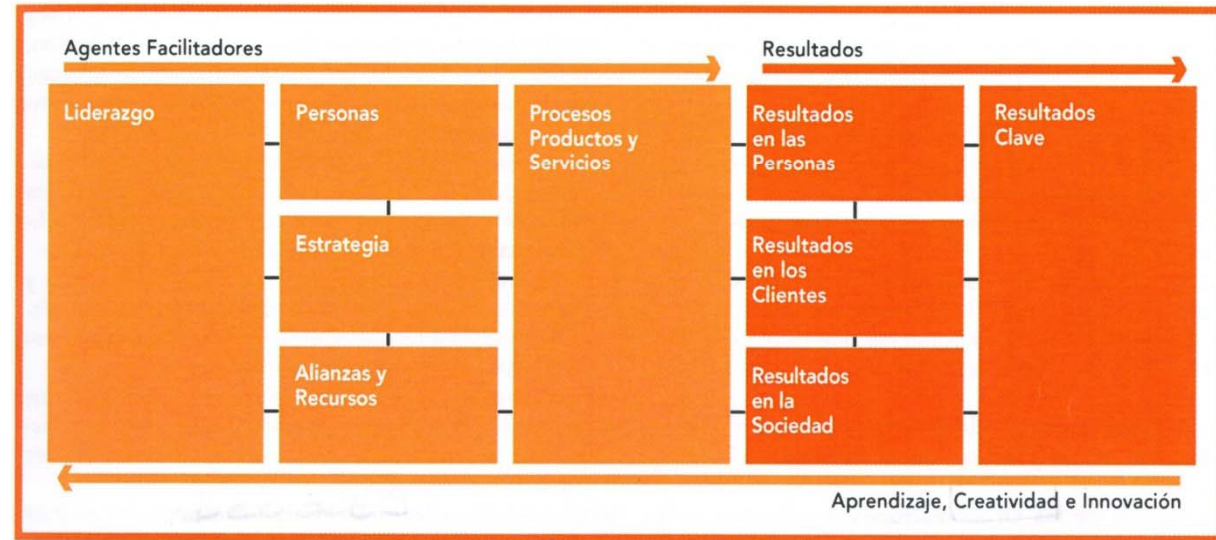 Agentes Facilitadores
Resultados
Liderazgo
Personas
Procesos
Productos y
Servicios
Resultados
en las
Personas
Resultados
Clave
Estrategia
Resultados
en los
Clientes
Alianzas y
Recursos
Resultados
en la
Sociedad
Aprendizaje, Creatividad e Innovación